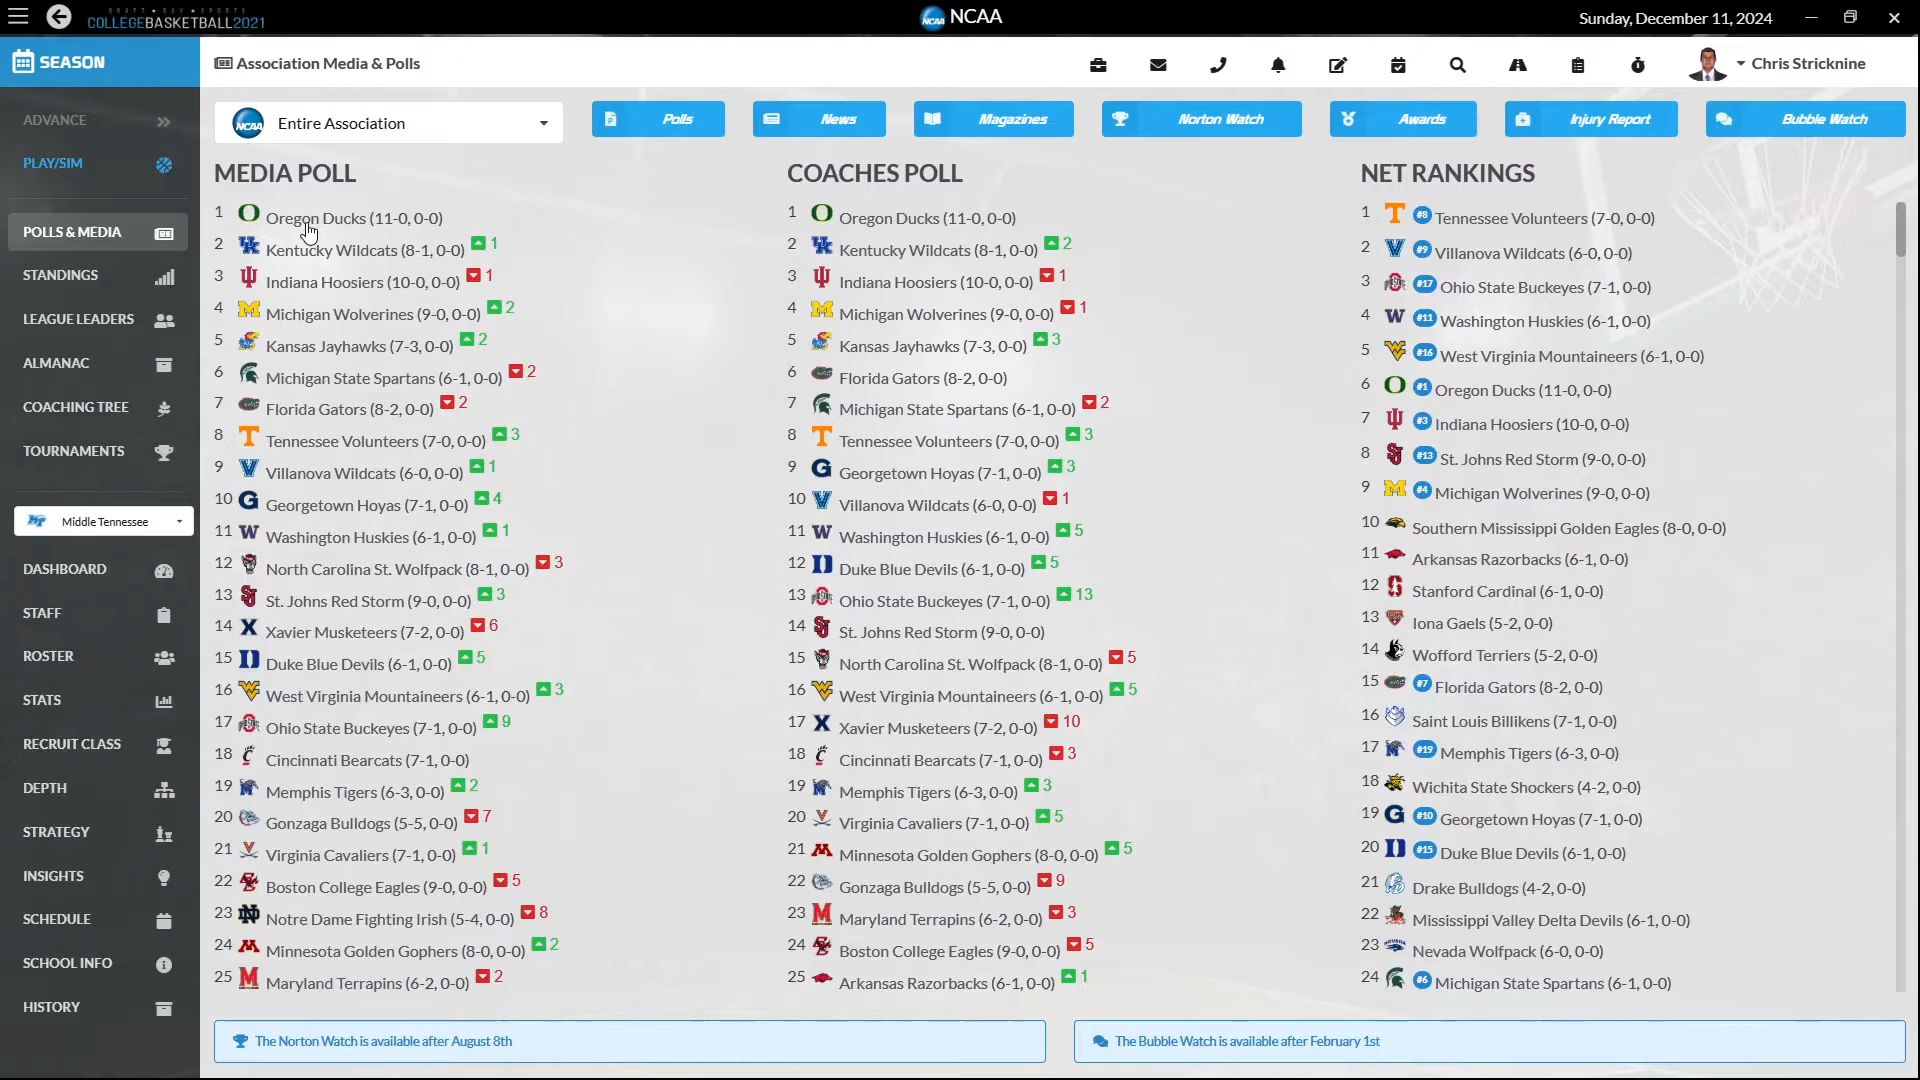 DRAFT • DAY • SPORTS
COLLEGEBASKETBALL2021
NCAA
Sunday, December 11, 2024
SEASON
Association Media & Polls
Chris Stricknine
Entire Association
Polls
News
Magazines
Norton Watch
Awards
Injury Report
Bubble Watch
ADVANCE
PLAY/SIM
POLLS & MEDIA
STANDINGS
LEAGUE LEADERS
ALMANAC
COACHING TREE
TOURNAMENTS
Middle Tennessee
DASHBOARD
STAFF
ROSTER
STATS
RECRUIT CLASS
DEPTH
STRATEGY
INSIGHTS
SCHEDULE
SCHOOL INFO
HISTORY
MEDIA POLL
1 Oregon Ducks (11-0, 0-0)
2 Kentucky Wildcats (8-1, 0-0) 1
3 Indiana Hoosiers (10-0, 0-0) 1
4 Michigan Wolverines (9-0, 0-0) 2
5 Kansas Jayhawks (7-3, 0-0) 2
6 Michigan State Spartans (6-1, 0-0) 2
7 Florida Gators (8-2, 0-0) 2
8 Tennessee Volunteers (7-0, 0-0) 3
9 Villanova Wildcats (6-0, 0-0) 1
10 Georgetown Hoyas (7-1, 0-0) 4
11 Washington Huskies (6-1, 0-0) 1
12 North Carolina St. Wolfpack (8-1, 0-0) 3
13 St. Johns Red Storm (9-0, 0-0) 3
14 Xavier Musketeers (7-2, 0-0) 6
15 Duke Blue Devils (6-1, 0-0) 5
16 West Virginia Mountaineers (6-1, 0-0) 3
17 Ohio State Buckeyes (7-1, 0-0) 9
18 Cincinnati Bearcats (7-1, 0-0)
19 Memphis Tigers (6-3, 0-0) 2
20 Gonzaga Bulldogs (5-5, 0-0) 7
21 Virginia Cavaliers (7-1, 0-0) 1
22 Boston College Eagles (9-0, 0-0) 5
23 Notre Dame Fighting Irish (5-4, 0-0) 8
24 Minnesota Golden Gophers (8-0, 0-0) 2
25 Maryland Terrapins (6-2, 0-0) 2
COACHES POLL
1 Oregon Ducks (11-0, 0-0)
2 Kentucky Wildcats (8-1, 0-0) 2
3 Indiana Hoosiers (10-0, 0-0) 1
4 Michigan Wolverines (9-0, 0-0) 1
5 Kansas Jayhawks (7-3, 0-0) 3
6 Florida Gators (8-2, 0-0)
7 Michigan State Spartans (6-1, 0-0) 2
8 Tennessee Volunteers (7-0, 0-0) 3
9 Georgetown Hoyas (7-1, 0-0) 3
10 Villanova Wildcats (6-0, 0-0) 1
11 Washington Huskies (6-1, 0-0) 5
12 Duke Blue Devils (6-1, 0-0) 5
13 Ohio State Buckeyes (7-1, 0-0) 13
14 St. Johns Red Storm (9-0, 0-0)
15 North Carolina St. Wolfpack (8-1, 0-0) 5
16 West Virginia Mountaineers (6-1, 0-0) 5
17 Xavier Musketeers (7-2, 0-0) 10
18 Cincinnati Bearcats (7-1, 0-0) 3
19 Memphis Tigers (6-3, 0-0) 3
20 Virginia Cavaliers (7-1, 0-0) 5
21 Minnesota Golden Gophers (8-0, 0-0) 5
22 Gonzaga Bulldogs (5-5, 0-0) 9
23 Maryland Terrapins (6-2, 0-0) 3
24 Boston College Eagles (9-0, 0-0) 5
25 Arkansas Razorbacks (6-1, 0-0) 1
NET RANKINGS
1 #8 Tennessee Volunteers (7-0, 0-0)
2 #9 Villanova Wildcats (6-0, 0-0)
3 #17 Ohio State Buckeyes (7-1, 0-0)
4 #11 Washington Huskies (6-1, 0-0)
5 #16 West Virginia Mountaineers (6-1, 0-0)
6 #1 Oregon Ducks (11-0, 0-0)
7 #3 Indiana Hoosiers (10-0, 0-0)
8 #13 St. Johns Red Storm (9-0, 0-0)
9 #4 Michigan Wolverines (9-0, 0-0)
10 Southern Mississippi Golden Eagles (8-0, 0-0)
11 Arkansas Razorbacks (6-1, 0-0)
12 Stanford Cardinal (6-1, 0-0)
13 Iona Gaels (5-2, 0-0)
14 Wofford Terriers (5-2, 0-0)
15 #7 Florida Gators (8-2, 0-0)
16 Saint Louis Billikens (7-1, 0-0)
17 #19 Memphis Tigers (6-3, 0-0)
18 Wichita State Shockers (4-2, 0-0)
19 #10 Georgetown Hoyas (7-1, 0-0)
20 #15 Duke Blue Devils (6-1, 0-0)
21 Drake Bulldogs (4-2, 0-0)
22 Mississippi Valley Delta Devils (6-1, 0-0)
23 Nevada Wolfpack (6-0, 0-0)
24 #6 Michigan State Spartans (6-1, 0-0)
The Norton Watch is available after August 8th
The Bubble Watch is available after February 1st